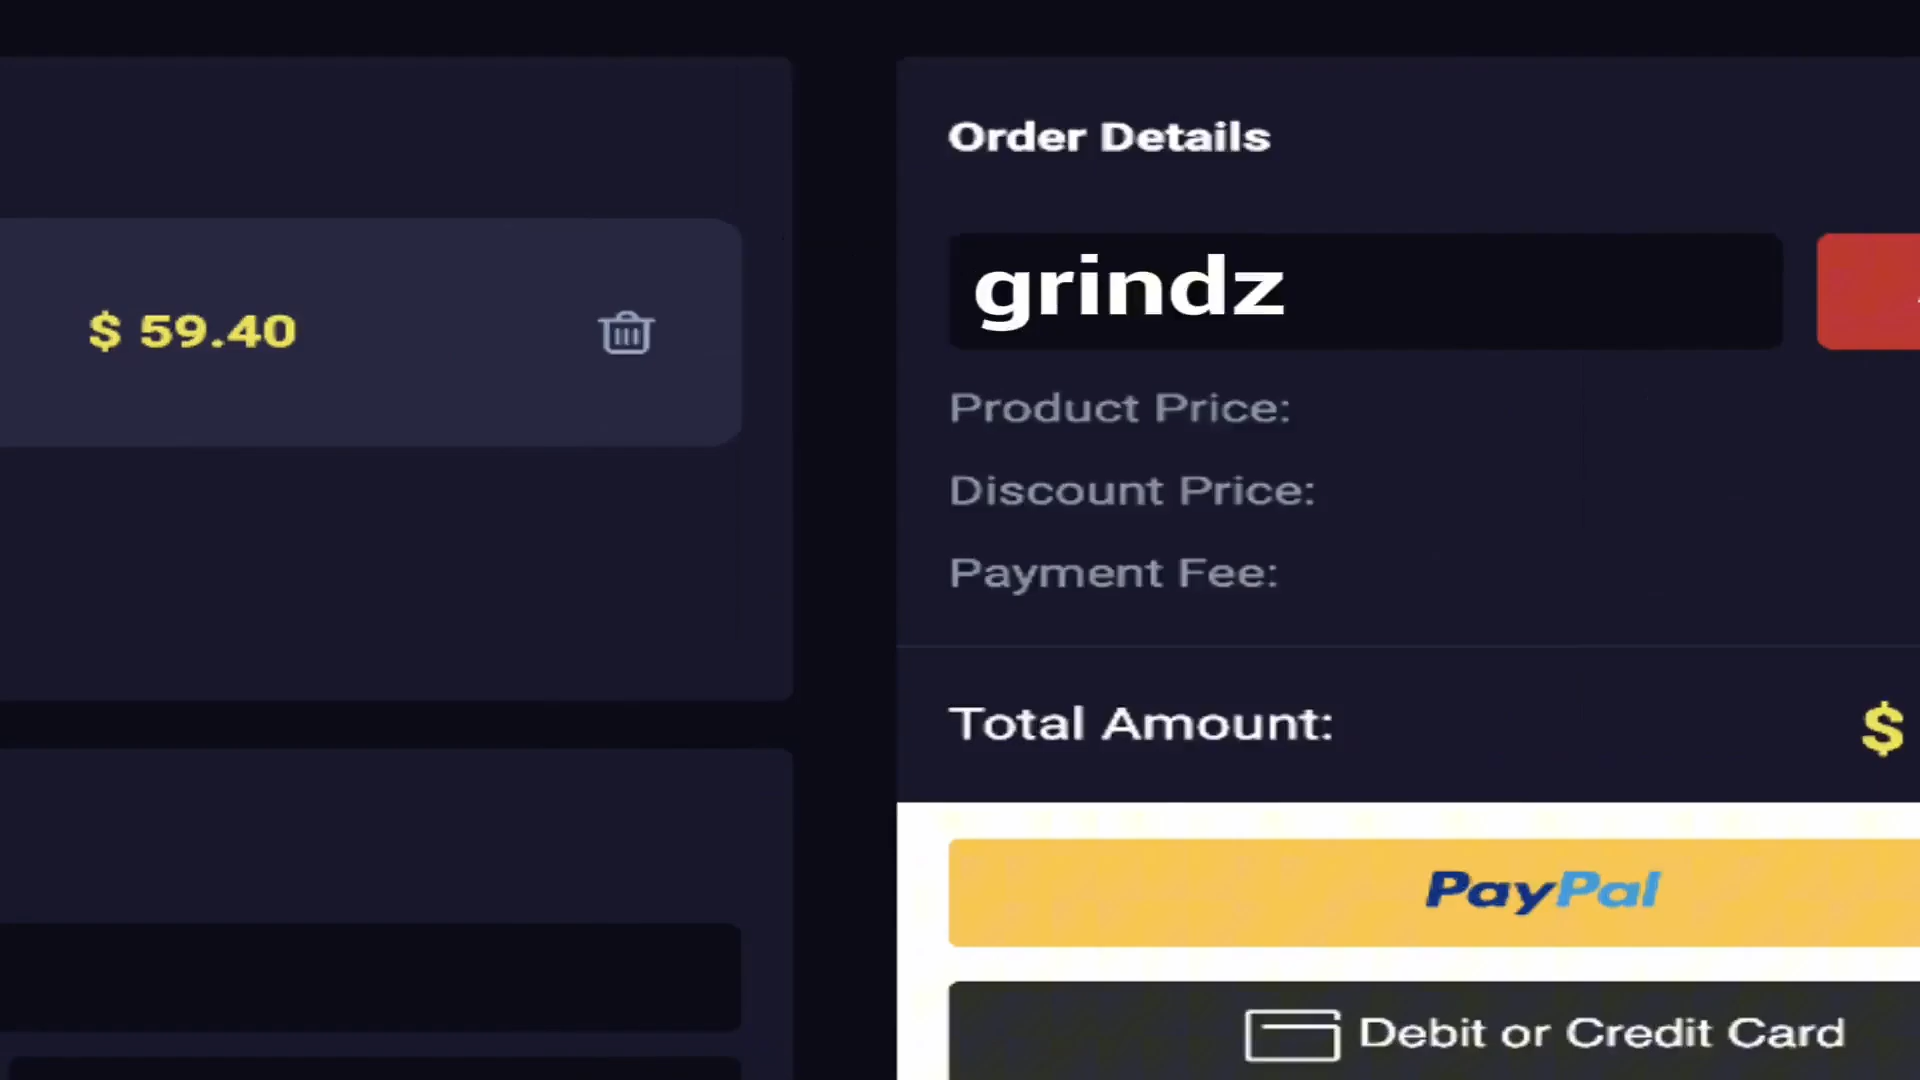 $ 59.40
Order Details
grindz
Product Price:
Discount Price:
Payment Fee:
Total Amount:
$
PayPal
Debit or Credit Card